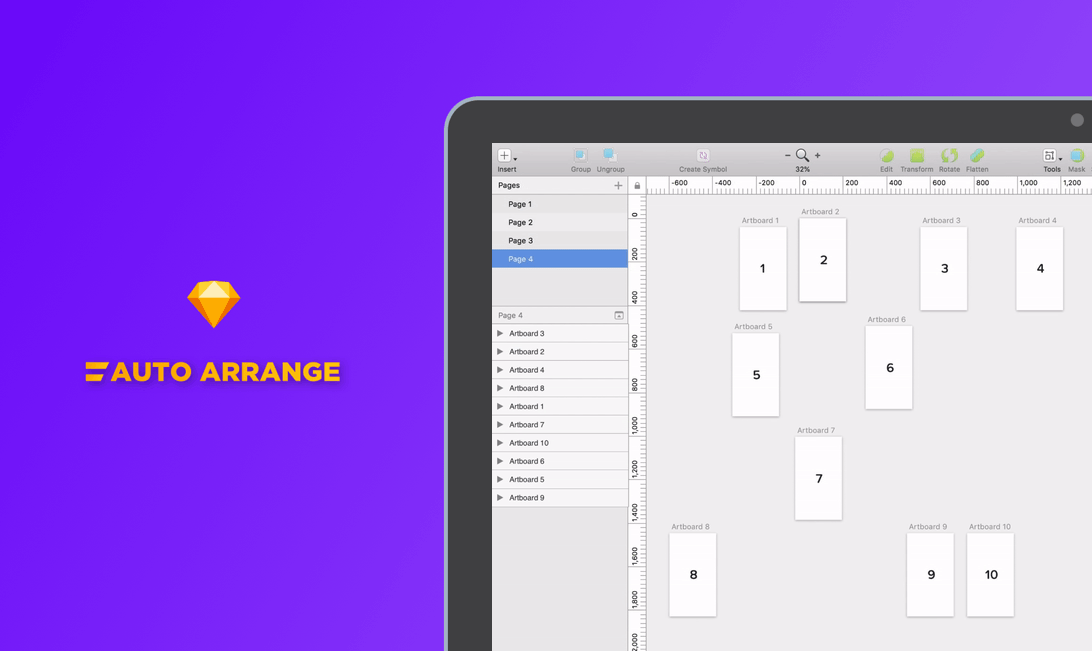 AUTO ARRANGE
Insert
Group
Ungroup
Create Symbol
32%
Edit
Transform
Rotate
Flatten
Tools
Mask
Pages
Page 1
Page 2
Page 3
Page 4
Page 4
Artboard 3
Artboard 2
Artboard 4
Artboard 8
Artboard 1
Artboard 7
Artboard 10
Artboard 6
Artboard 5
Artboard 9
-600 -400 -200 0 200 400 600 800 1,000 1,200
0
200
400
600
800
1,000
1,200
1,400
1,600
1,800
2,000
Artboard 1
1
Artboard 2
2
Artboard 3
3
Artboard 4
4
Artboard 5
5
Artboard 6
6
Artboard 7
7
Artboard 8
8
Artboard 9
9
Artboard 10
10